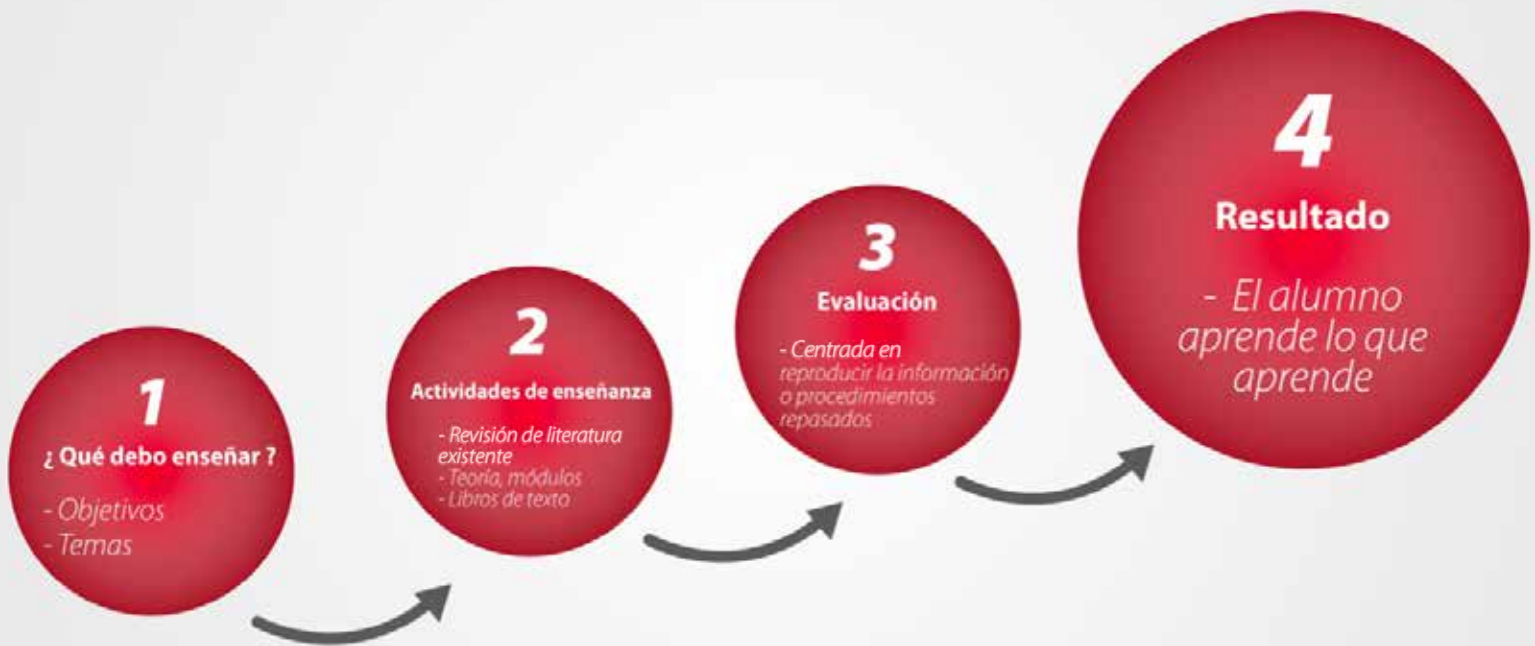 1
¿ Qué debo enseñar ?
- Objetivos
- Temas
2
Actividades de enseñanza
- Revisión de literatura
existente
- Teoría, módulos
- Libros de texto
3
Evaluación
- Centrada en
reproducir la información
o procedimientos
repasados
4
Resultado
- El alumno
aprende lo que
aprende